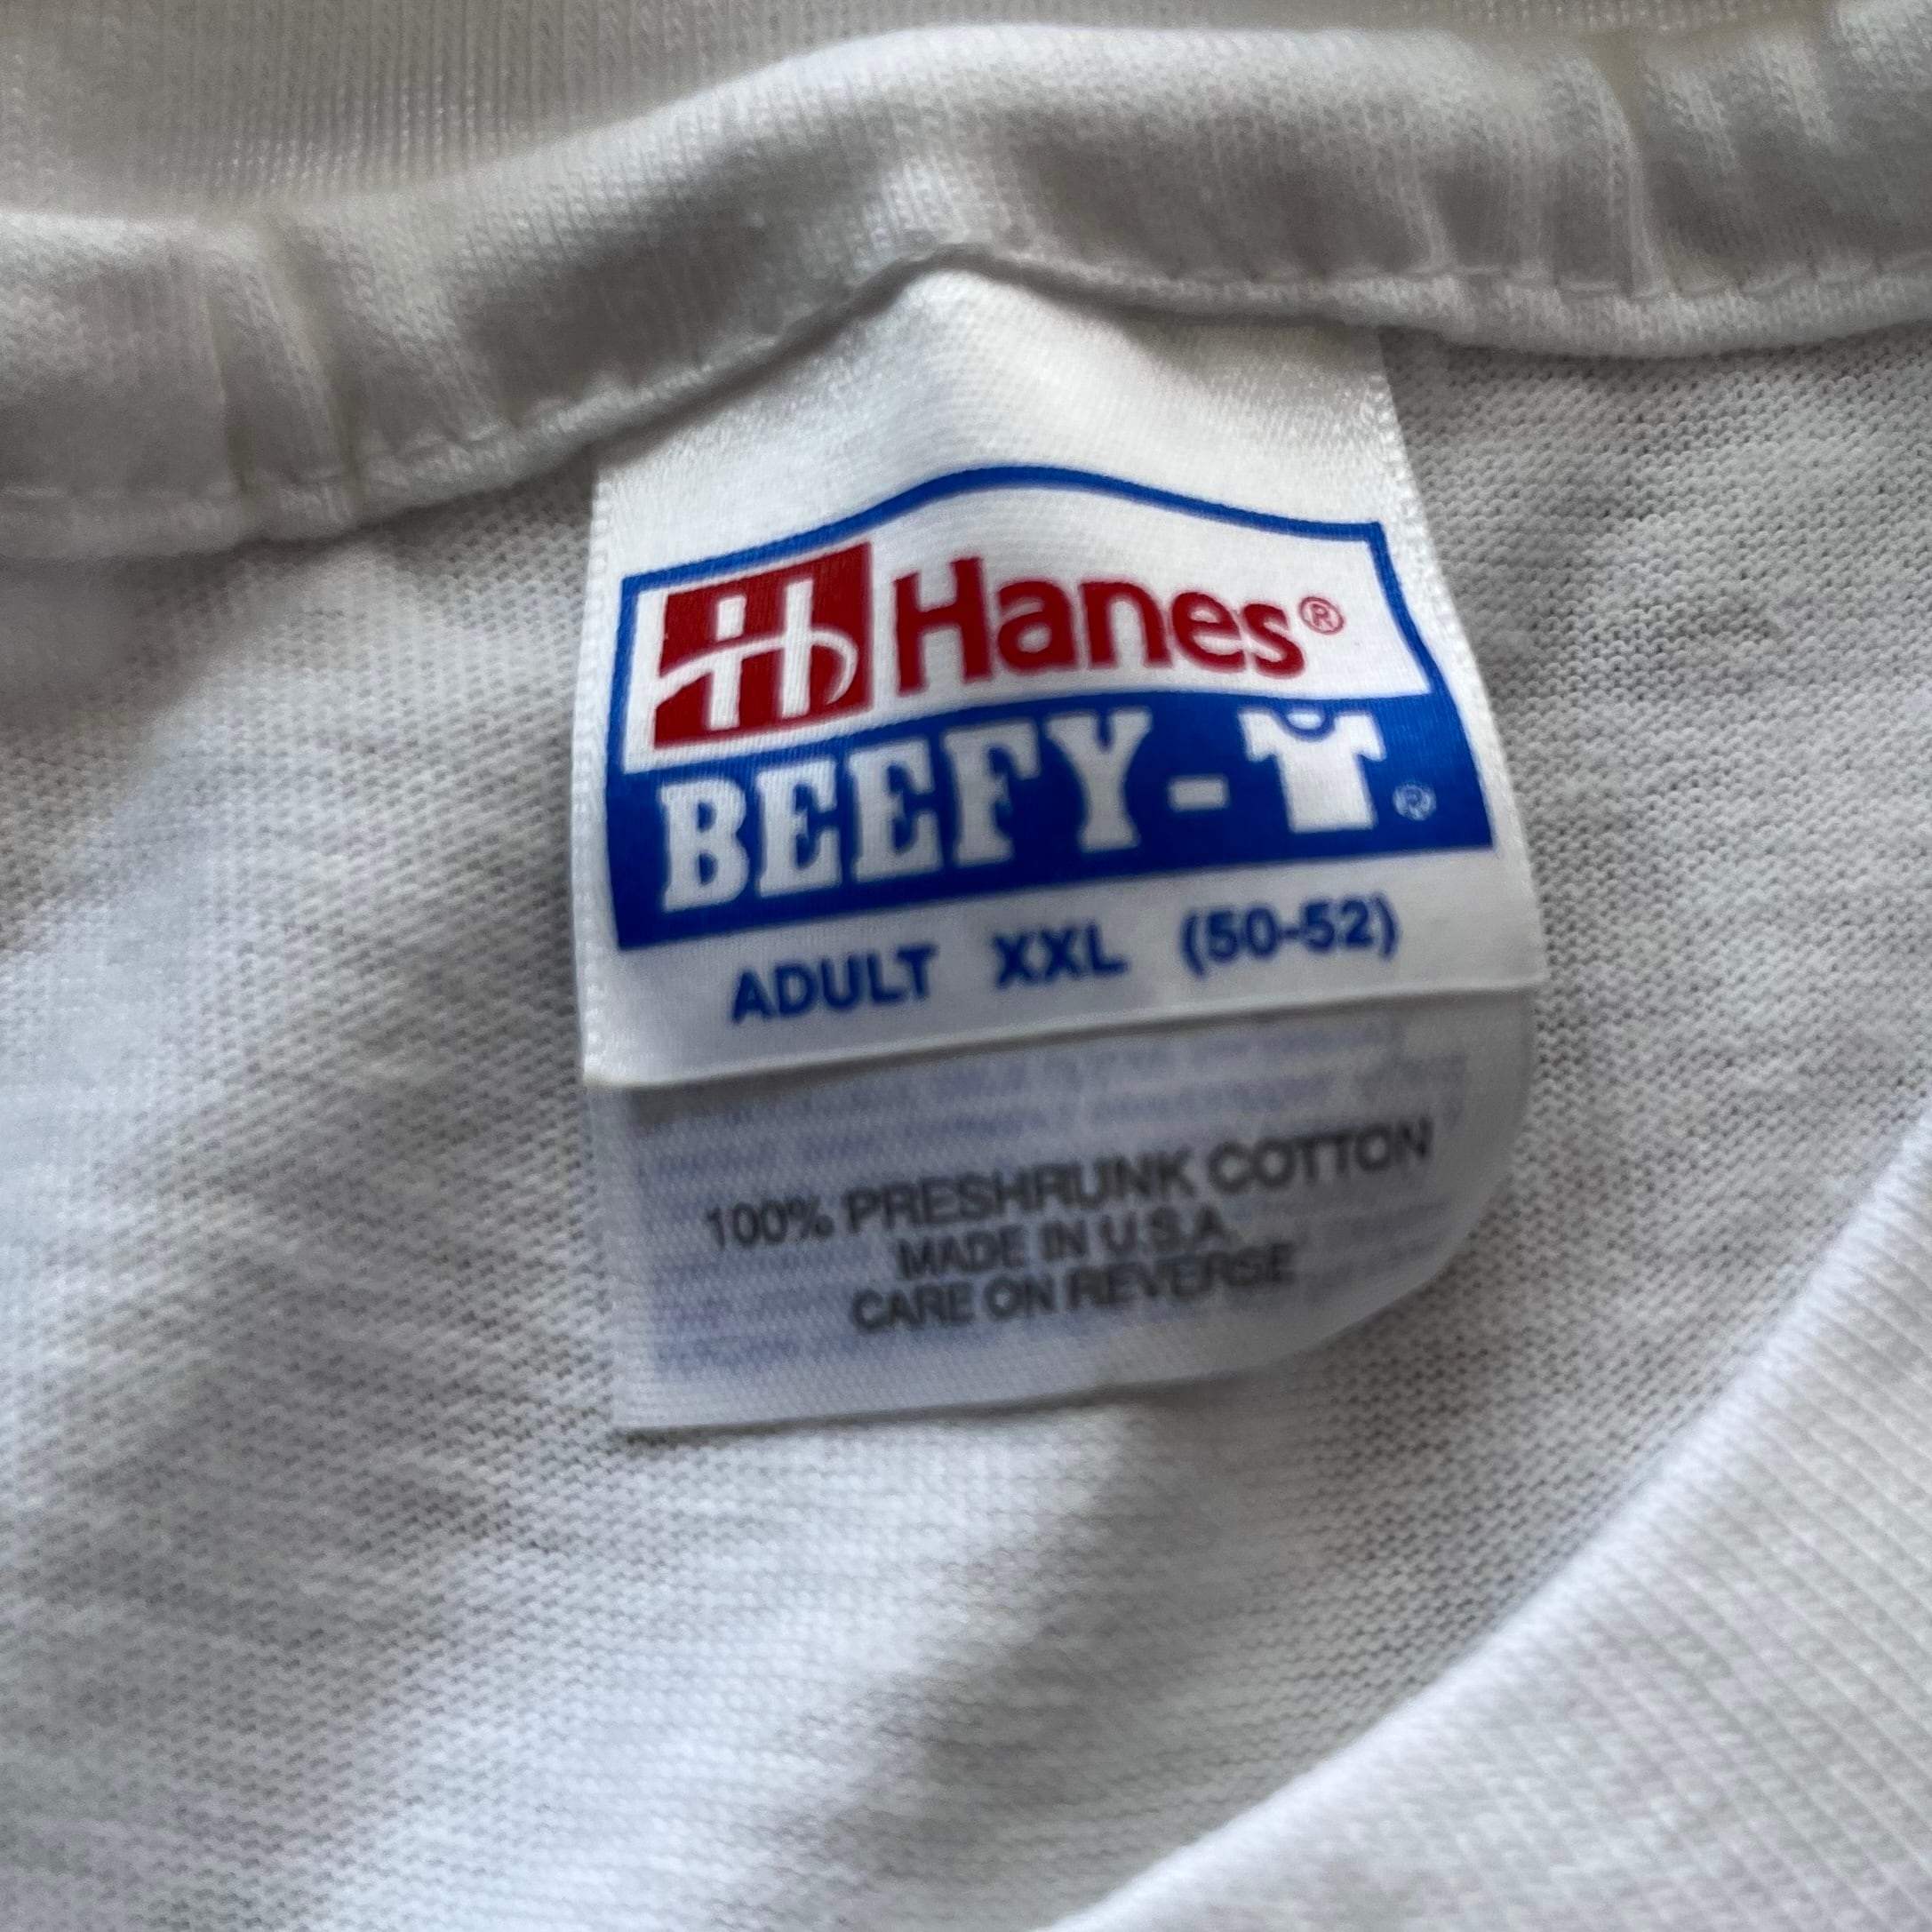 Hanes®
BEEFY-T®
ADULT XXL (50-52)
100% PRESHRUNK COTTON
MADE IN U.S.A.
CARE ON REVERSE